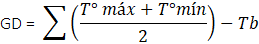 GD = ∑ ( (T° máx + T°mín) / 2 ) − Tb